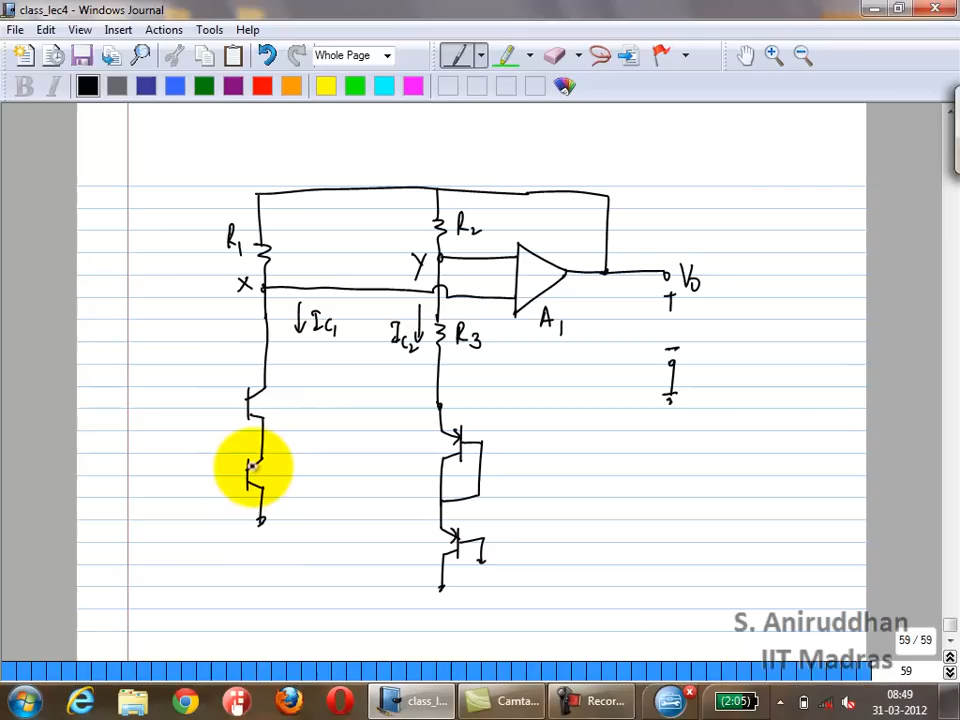 class_lec4 - Windows Journal
File Edit View Insert Actions Tools Help
Whole Page
B I
R1
R2
X
Y
IC1
IC2
R3
A1
V0
+
-
S. Aniruddhan
IIT Madras
59 / 59
59
class_l...
Camta...
Recor...
(2:05)
08:49
31-03-2012